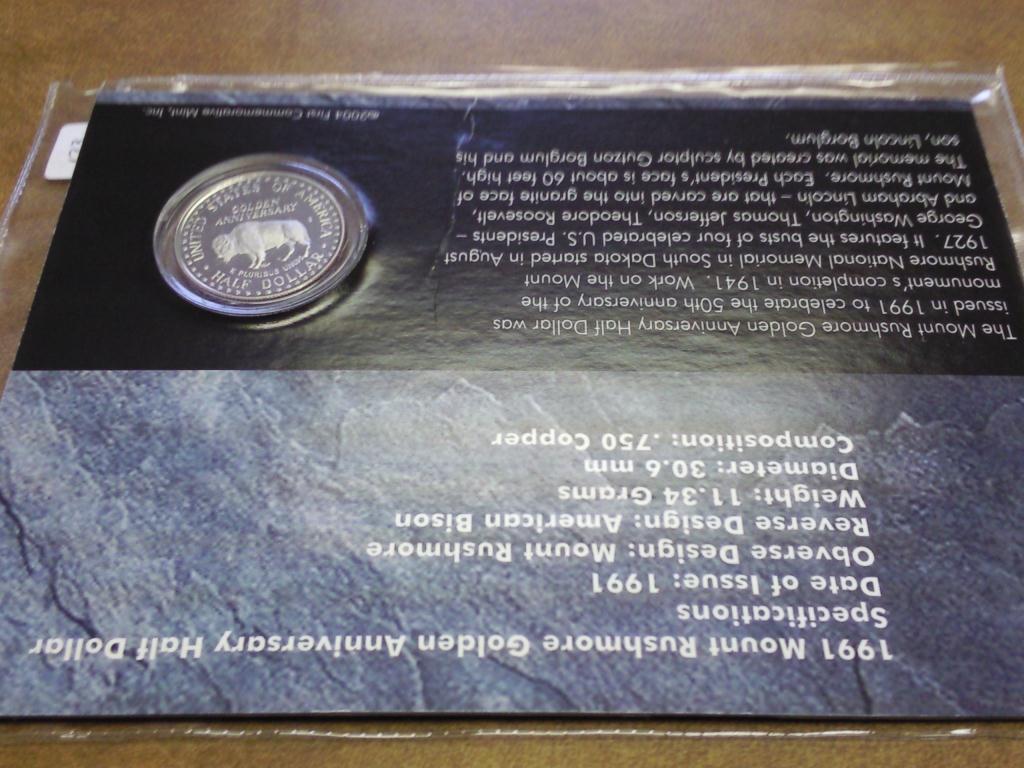 1991 Mount Rushmore Golden Anniversary Half Dollar
Specifications
Date of Issue: 1991
Obverse Design: Mount Rushmore
Reverse Design: American Bison
Weight: 11.34 Grams
Diameter: 30.6 mm
Composition: .750 Copper
The Mount Rushmore Golden Anniversary Half Dollar was
issued in 1991 to celebrate the 50th anniversary of the
monument's completion in 1941. Work on the Mount
Rushmore National Memorial in South Dakota started in August
1927. It features the busts of four celebrated U.S. Presidents –
George Washington, Thomas Jefferson, Theodore Roosevelt,
and Abraham Lincoln – that are carved into the granite face of
Mount Rushmore. Each President's face is about 60 feet high.
The memorial was created by sculptor Gutzon Borglum and his
son, Lincoln Borglum.
UNITED STATES OF AMERICA
GOLDEN
ANNIVERSARY
E PLURIBUS UNUM
HALF DOLLAR
©2004 First Commemorative Mint, Inc.